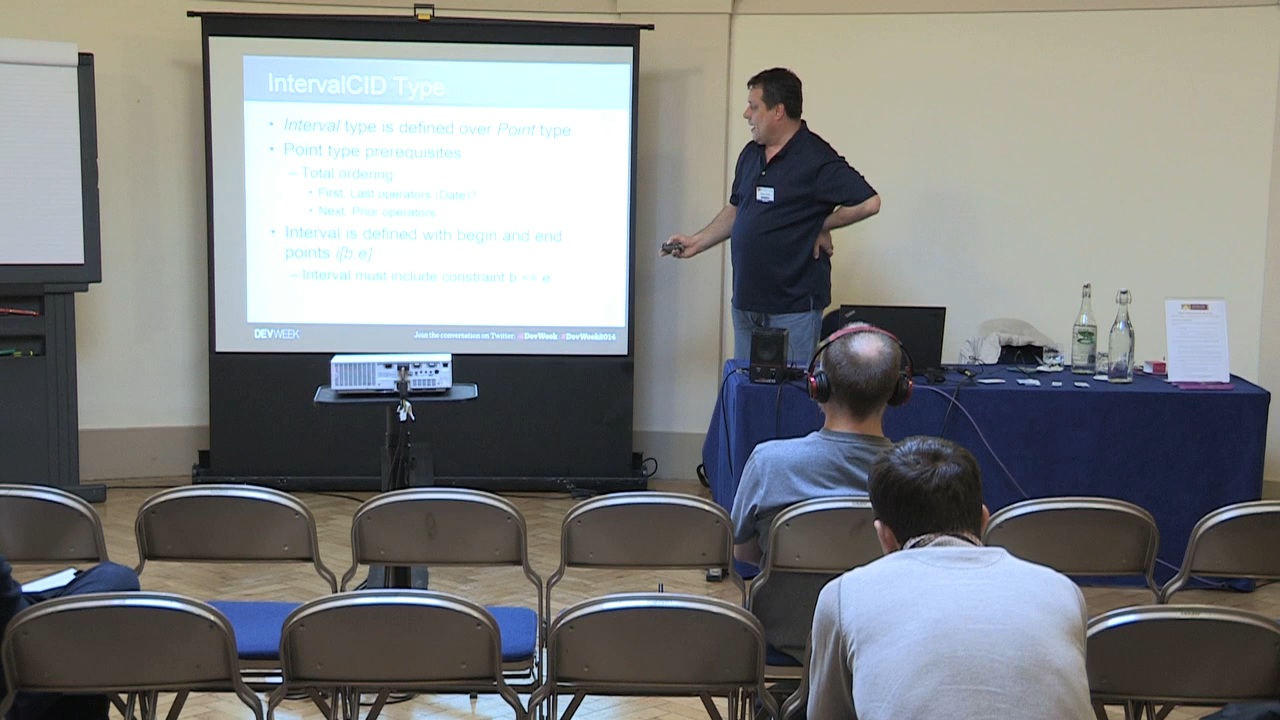 IntervalCID Type
• Interval type is defined over Point type
• Point type prerequisites
– Total ordering
• First, Last operators (Date)?
• Next, Prior operators
• Interval is defined with begin and end
points i[b:e]
– Interval must include constraint b <= e
DEVWEEK Join the conversation on Twitter: @DevWeek #DevWeek2014